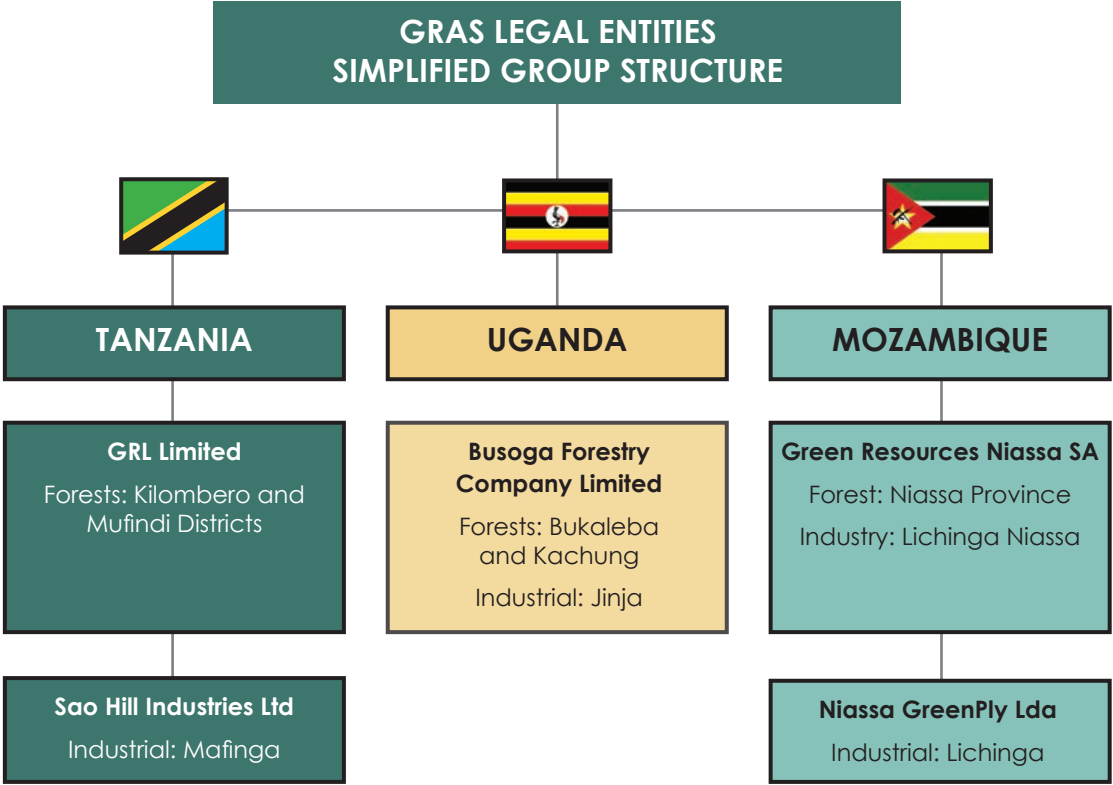 GRAS LEGAL ENTITIES
SIMPLIFIED GROUP STRUCTURE
TANZANIA
GRL Limited
Forests: Kilombero and
Mufindi Districts
Sao Hill Industries Ltd
Industrial: Mafinga
UGANDA
Busoga Forestry
Company Limited
Forests: Bukaleba
and Kachung
Industrial: Jinja
MOZAMBIQUE
Green Resources Niassa SA
Forest: Niassa Province
Industry: Lichinga Niassa
Niassa GreenPly Lda
Industrial: Lichinga